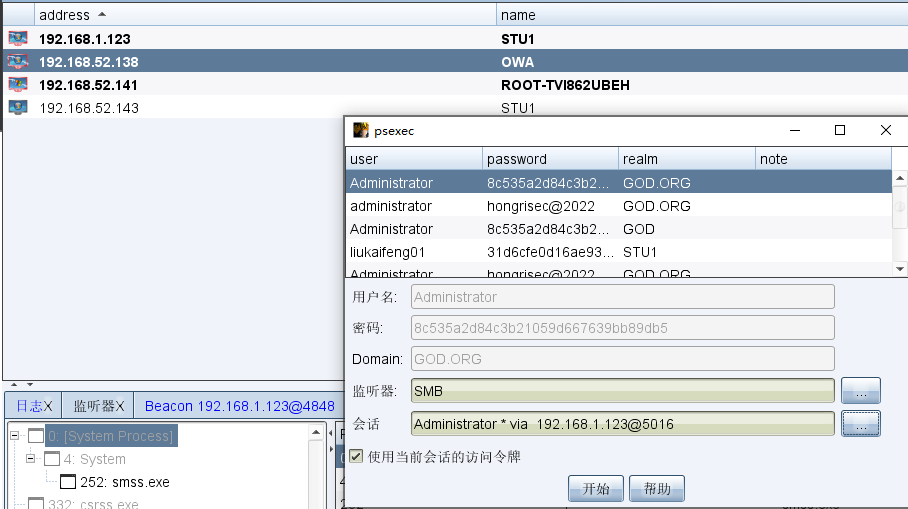 address name
192.168.1.123 STU1
192.168.52.138 OWA
192.168.52.141 ROOT-TVI862UBEH
192.168.52.143 STU1
psexec
user password realm note
Administrator 8c535a2d84c3b2... GOD.ORG
administrator hongrisec@2022 GOD.ORG
Administrator 8c535a2d84c3b2... GOD
liukaifeng01 31d6cfe0d16ae93... STU1
Administrator hongrisec@2022 GOD.ORG
用户名: Administrator
密码: 8c535a2d84c3b21059d667639bb89db5
Domain: GOD.ORG
监听器: SMB ...
会话 Administrator * via 192.168.1.123@5016 ...
使用当前会话的访问令牌
开始 帮助
日志X 监听器X Beacon 192.168.1.123@4848
0: [System Process]
4: System
252: smss.exe
332: csrss.exe